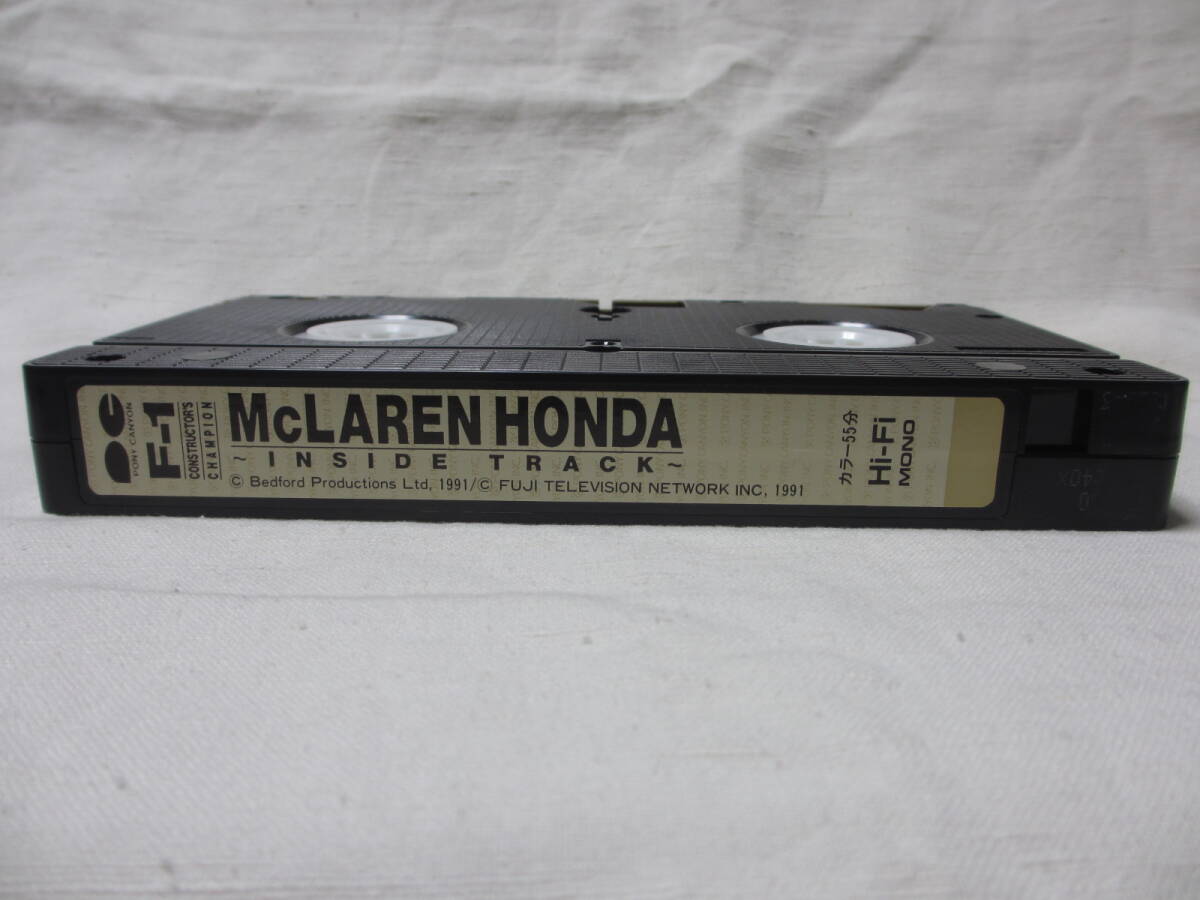 PONY CANYON
F-1
CONSTRUCTOR'S
CHAMPION
McLAREN HONDA
~INSIDE TRACK~
© Bedford Productions Ltd, 1991/© FUJI TELEVISION NETWORK INC, 1991
カラー55分
Hi-Fi
MONO